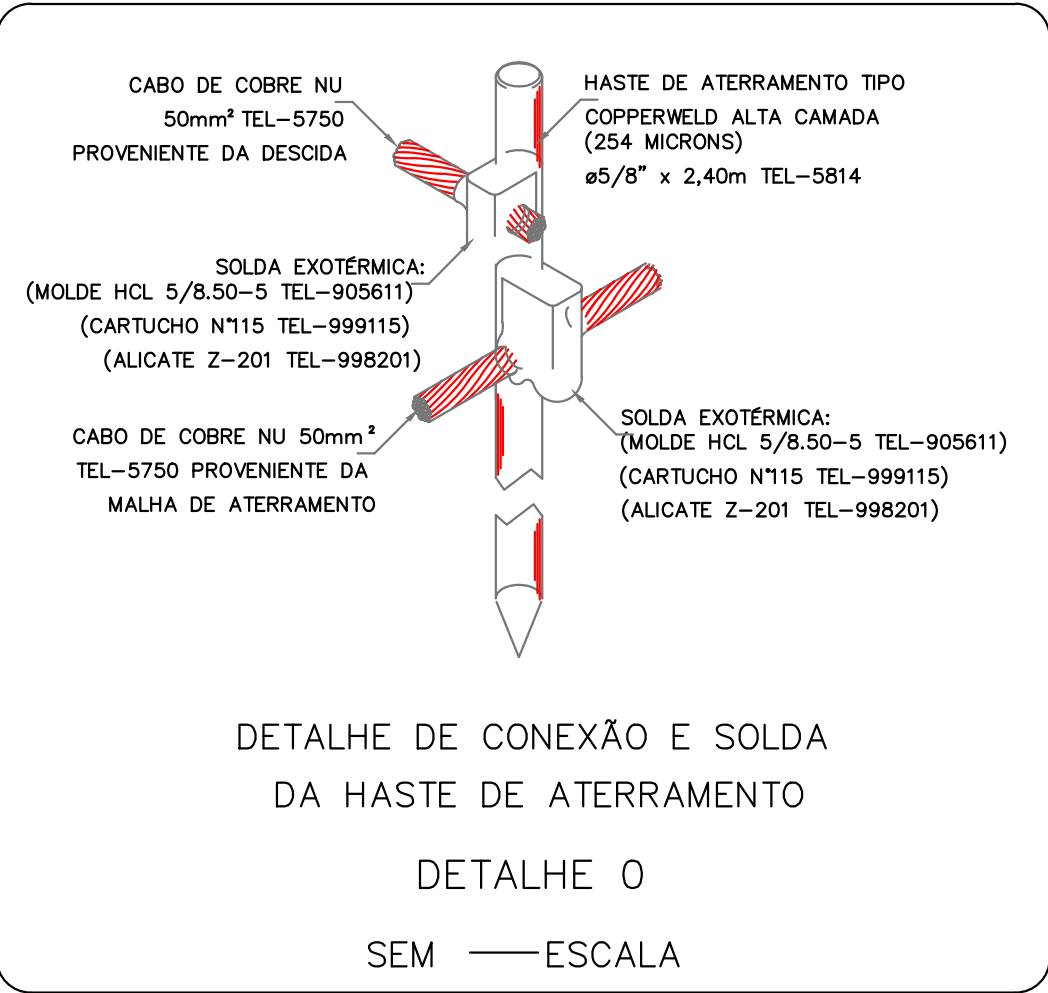 CABO DE COBRE NU
50mm² TEL-5750
PROVENIENTE DA DESCIDA
HASTE DE ATERRAMENTO TIPO
COPPERWELD ALTA CAMADA
(254 MICRONS)
ø5/8" x 2,40m TEL-5814
SOLDA EXOTÉRMICA:
(MOLDE HCL 5/8.50-5 TEL-905611)
(CARTUCHO N°115 TEL-999115)
(ALICATE Z-201 TEL-998201)
CABO DE COBRE NU 50mm²
TEL-5750 PROVENIENTE DA
MALHA DE ATERRAMENTO
SOLDA EXOTÉRMICA:
(MOLDE HCL 5/8.50-5 TEL-905611)
(CARTUCHO N°115 TEL-999115)
(ALICATE Z-201 TEL-998201)
DETALHE DE CONEXÃO E SOLDA
DA HASTE DE ATERRAMENTO
DETALHE O
SEM ——ESCALA